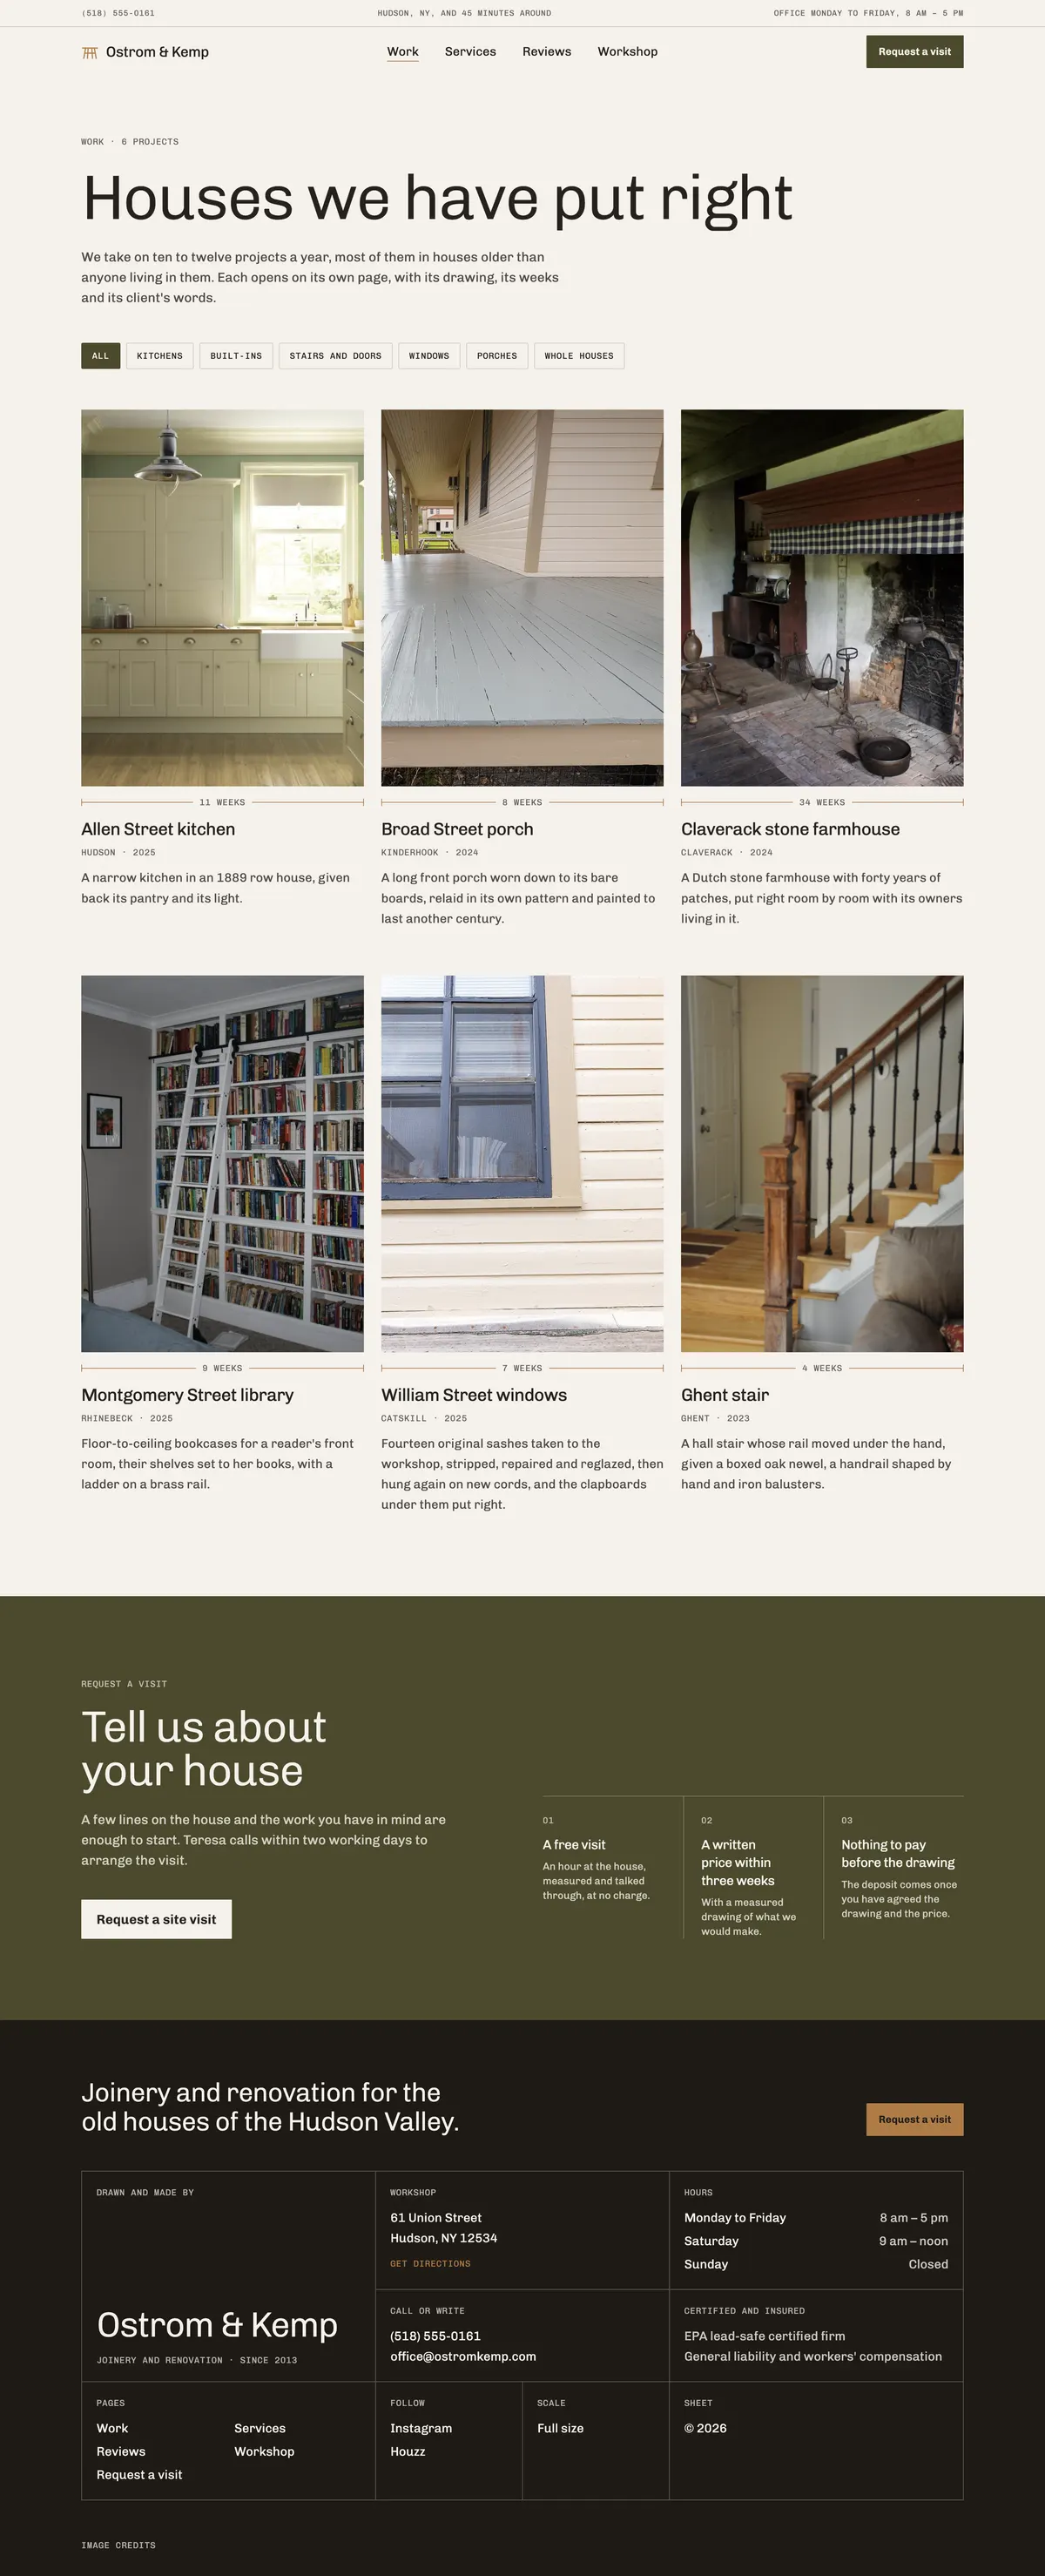 (518) 555-0161
HUDSON, NY, AND 45 MINUTES AROUND
OFFICE MONDAY TO FRIDAY, 8 AM – 5 PM
Ostrom & Kemp
Work
Services
Reviews
Workshop
Request a visit
WORK · 6 PROJECTS
Houses we have put right
We take on ten to twelve projects a year, most of them in houses older than
anyone living in them. Each opens on its own page, with its drawing, its weeks
and its client's words.
ALL
KITCHENS
BUILT-INS
STAIRS AND DOORS
WINDOWS
PORCHES
WHOLE HOUSES
11 WEEKS
Allen Street kitchen
HUDSON · 2025
A narrow kitchen in an 1889 row house, given
back its pantry and its light.
8 WEEKS
Broad Street porch
KINDERHOOK · 2024
A long front porch worn down to its bare
boards, relaid in its own pattern and painted to
last another century.
34 WEEKS
Claverack stone farmhouse
CLAVERACK · 2024
A Dutch stone farmhouse with forty years of
patches, put right room by room with its owners
living in it.
9 WEEKS
Montgomery Street library
RHINEBECK · 2025
Floor-to-ceiling bookcases for a reader's front
room, their shelves set to her books, with a
ladder on a brass rail.
7 WEEKS
William Street windows
CATSKILL · 2025
Fourteen original sashes taken to the
workshop, stripped, repaired and reglazed, then
hung again on new cords, and the clapboards
under them put right.
4 WEEKS
Ghent stair
GHENT · 2023
A hall stair whose rail moved under the hand,
given a boxed oak newel, a handrail shaped by
hand and iron balusters.
REQUEST A VISIT
Tell us about
your house
A few lines on the house and the work you have in mind are
enough to start. Teresa calls within two working days to
arrange the visit.
Request a site visit
01
A free visit
An hour at the house,
measured and talked
through, at no charge.
02
A written
price within
three weeks
With a measured
drawing of what we
would make.
03
Nothing to pay
before the drawing
The deposit comes once
you have agreed the
drawing and the price.
Joinery and renovation for the
old houses of the Hudson Valley.
Request a visit
DRAWN AND MADE BY
Ostrom & Kemp
JOINERY AND RENOVATION · SINCE 2013
WORKSHOP
61 Union Street
Hudson, NY 12534
GET DIRECTIONS
HOURS
Monday to Friday 8 am – 5 pm
Saturday 9 am – noon
Sunday Closed
CALL OR WRITE
(518) 555-0161
office@ostromkemp.com
CERTIFIED AND INSURED
EPA lead-safe certified firm
General liability and workers' compensation
PAGES
Work
Services
Reviews
Workshop
Request a visit
FOLLOW
Instagram
Houzz
SCALE
Full size
SHEET
© 2026
IMAGE CREDITS